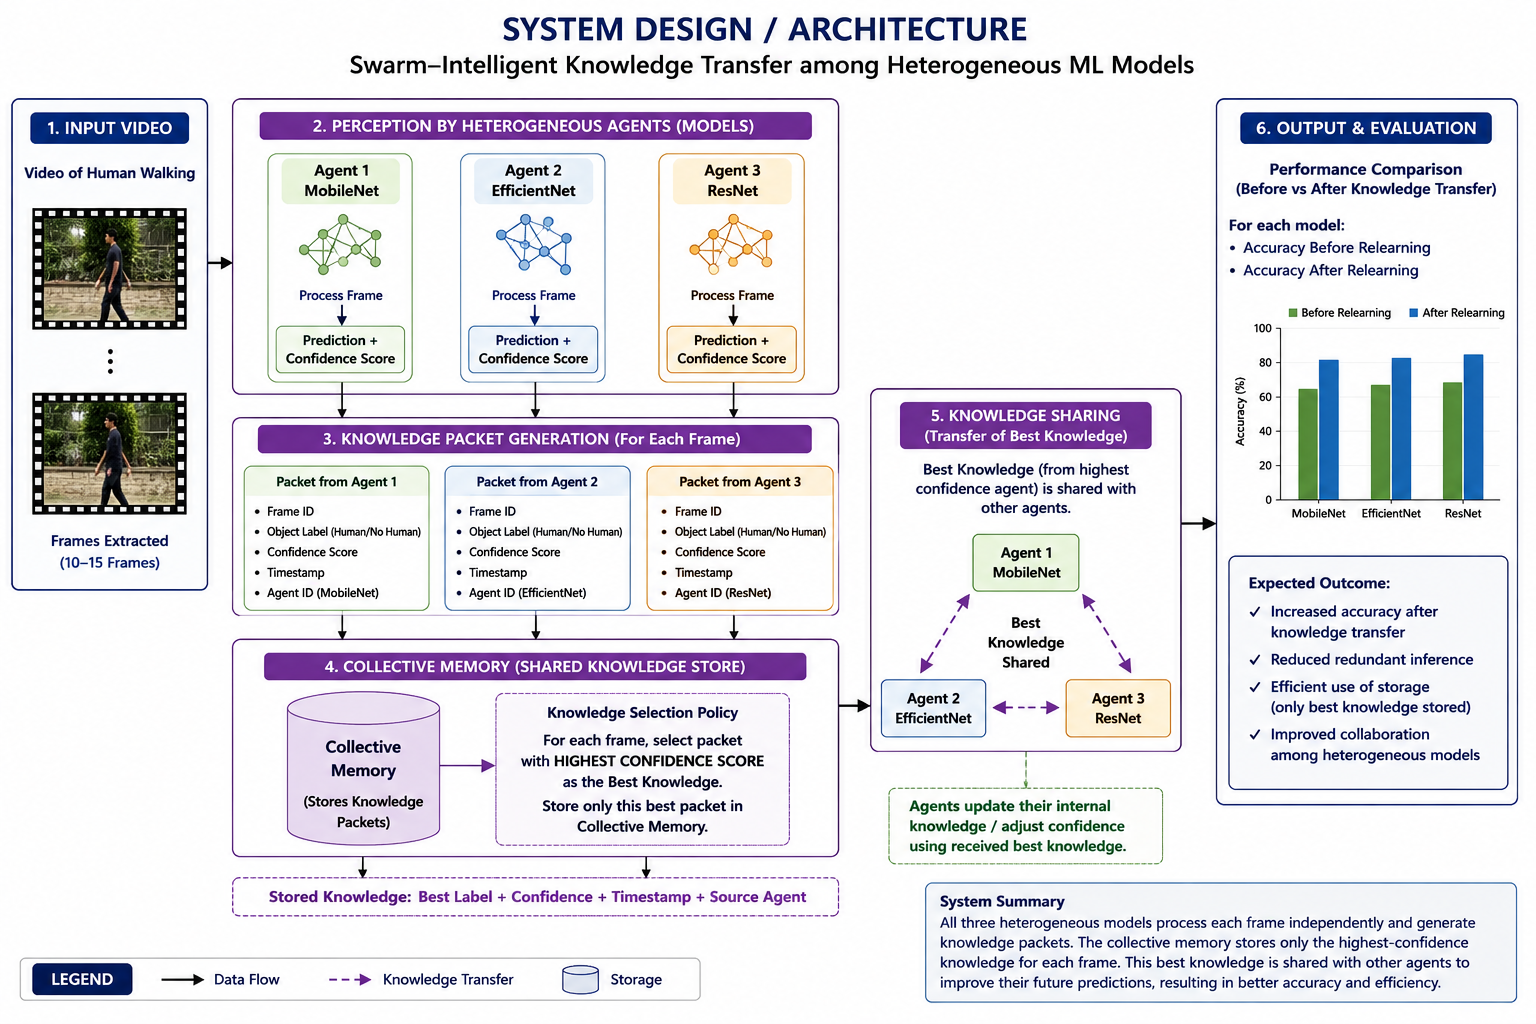 SYSTEM DESIGN / ARCHITECTURE
Swarm–Intelligent Knowledge Transfer among Heterogeneous ML Models
1. INPUT VIDEO
Video of Human Walking
Frames Extracted
(10–15 Frames)
2. PERCEPTION BY HETEROGENEOUS AGENTS (MODELS)
Agent 1
MobileNet
Process Frame
Prediction +
Confidence Score
Agent 2
EfficientNet
Process Frame
Prediction +
Confidence Score
Agent 3
ResNet
Process Frame
Prediction +
Confidence Score
3. KNOWLEDGE PACKET GENERATION (For Each Frame)
Packet from Agent 1
• Frame ID
• Object Label (Human/No Human)
• Confidence Score
• Timestamp
• Agent ID (MobileNet)
Packet from Agent 2
• Frame ID
• Object Label (Human/No Human)
• Confidence Score
• Timestamp
• Agent ID (EfficientNet)
Packet from Agent 3
• Frame ID
• Object Label (Human/No Human)
• Confidence Score
• Timestamp
• Agent ID (ResNet)
4. COLLECTIVE MEMORY (SHARED KNOWLEDGE STORE)
Collective
Memory
(Stores Knowledge
Packets)
Knowledge Selection Policy
For each frame, select packet
with HIGHEST CONFIDENCE SCORE
as the Best Knowledge.
Store only this best packet in
Collective Memory.
Stored Knowledge: Best Label + Confidence + Timestamp + Source Agent
5. KNOWLEDGE SHARING
(Transfer of Best Knowledge)
Best Knowledge (from highest
confidence agent) is shared with
other agents.
Agent 1
MobileNet
Best
Knowledge
Shared
Agent 2
EfficientNet
Agent 3
ResNet
Agents update their internal
knowledge / adjust confidence
using received best knowledge.
6. OUTPUT & EVALUATION
Performance Comparison
(Before vs After Knowledge Transfer)
For each model:
• Accuracy Before Relearning
• Accuracy After Relearning
Before Relearning After Relearning
Accuracy (%)
100
80
60
40
20
0
MobileNet EfficientNet ResNet
Expected Outcome:
✓ Increased accuracy after
knowledge transfer
✓ Reduced redundant inference
✓ Efficient use of storage
(only best knowledge stored)
✓ Improved collaboration
among heterogeneous models
System Summary
All three heterogeneous models process each frame independently and generate
knowledge packets. The collective memory stores only the highest-confidence
knowledge for each frame. This best knowledge is shared with other agents to
improve their future predictions, resulting in better accuracy and efficiency.
LEGEND
Data Flow
Knowledge Transfer
Storage